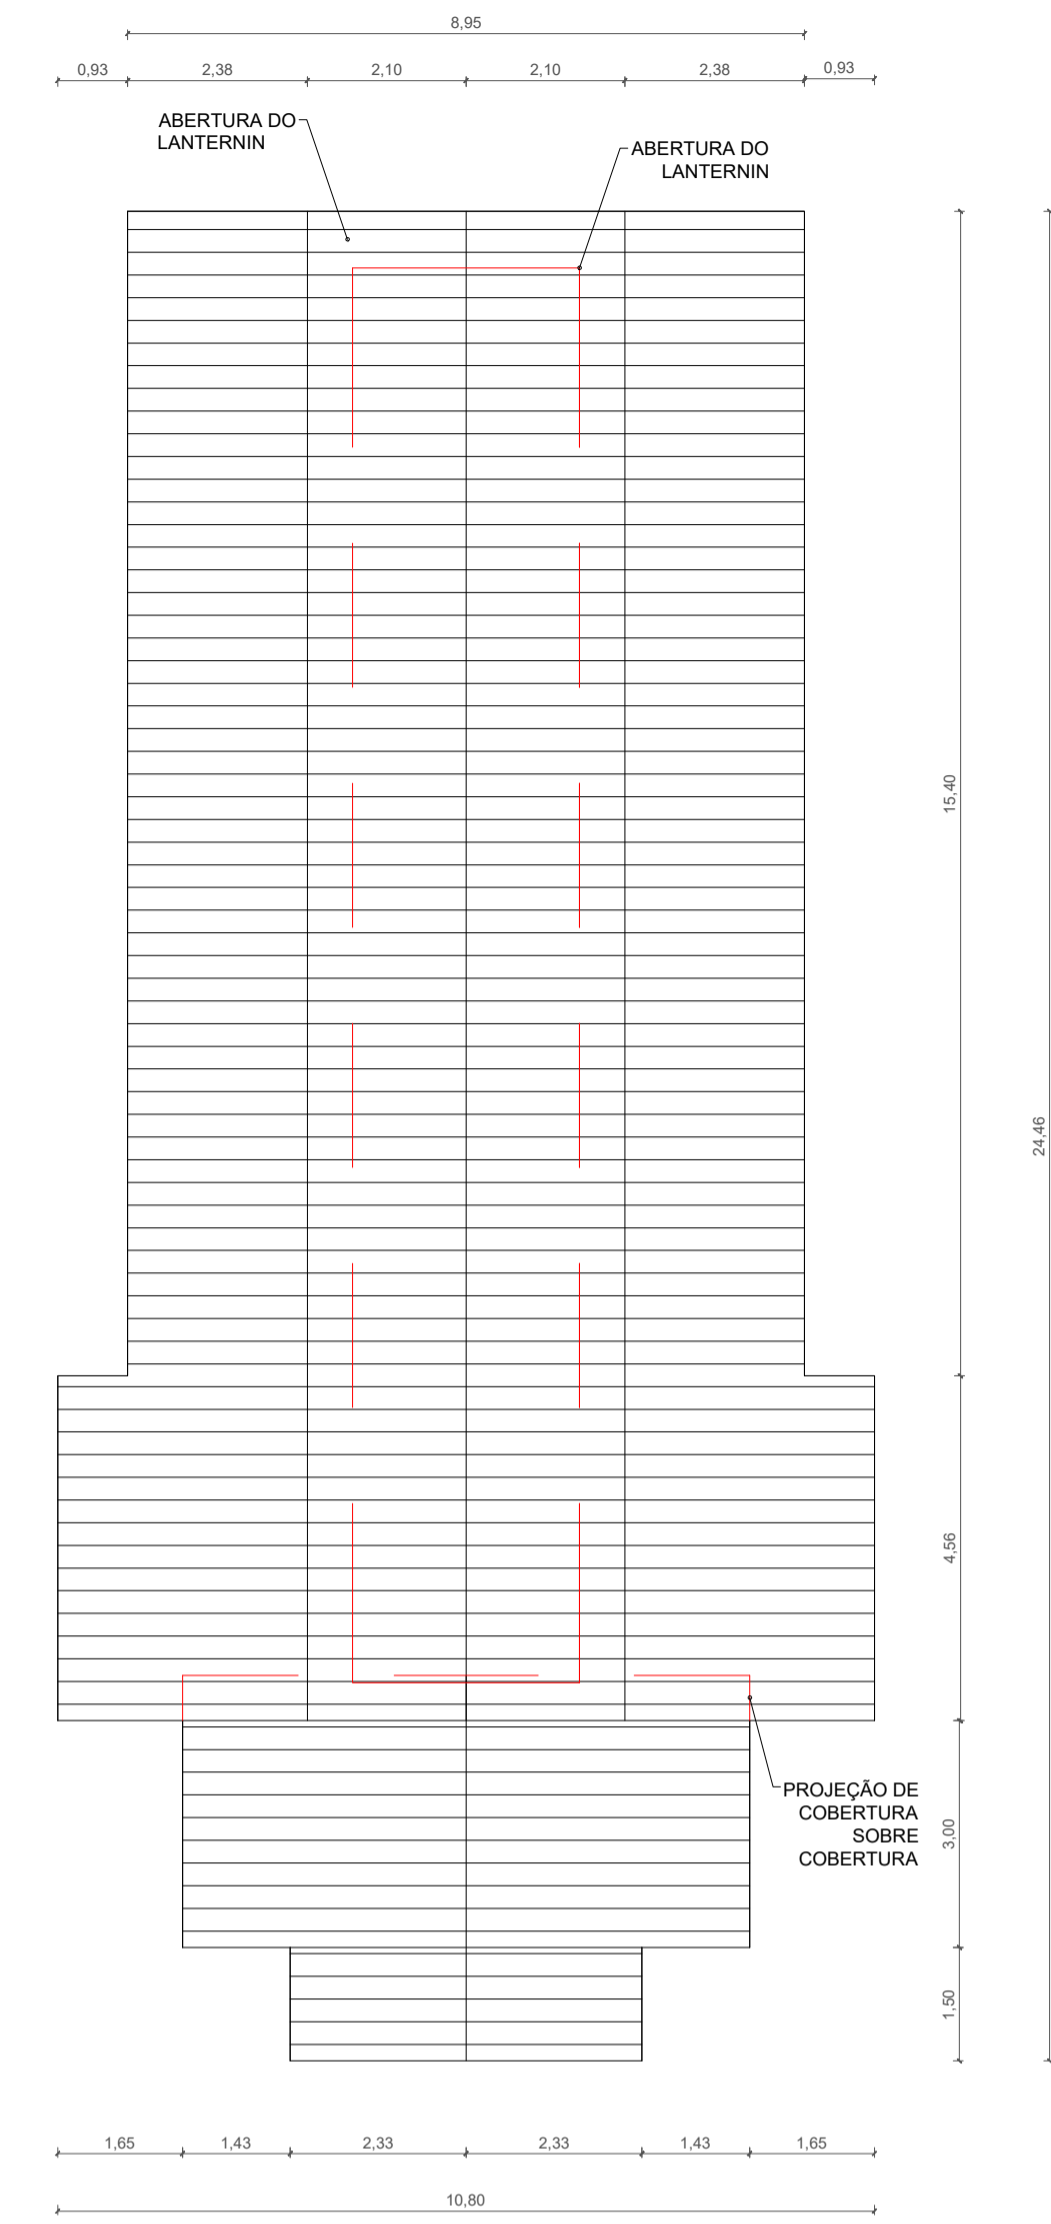 8,95
0,93
2,38
2,10
2,10
2,38
0,93
ABERTURA DO
LANTERNIN
ABERTURA DO
LANTERNIN
15,40
24,46
4,56
PROJEÇÃO DE
COBERTURA
SOBRE
COBERTURA
3,00
1,50
1,65
1,43
2,33
2,33
1,43
1,65
10,80